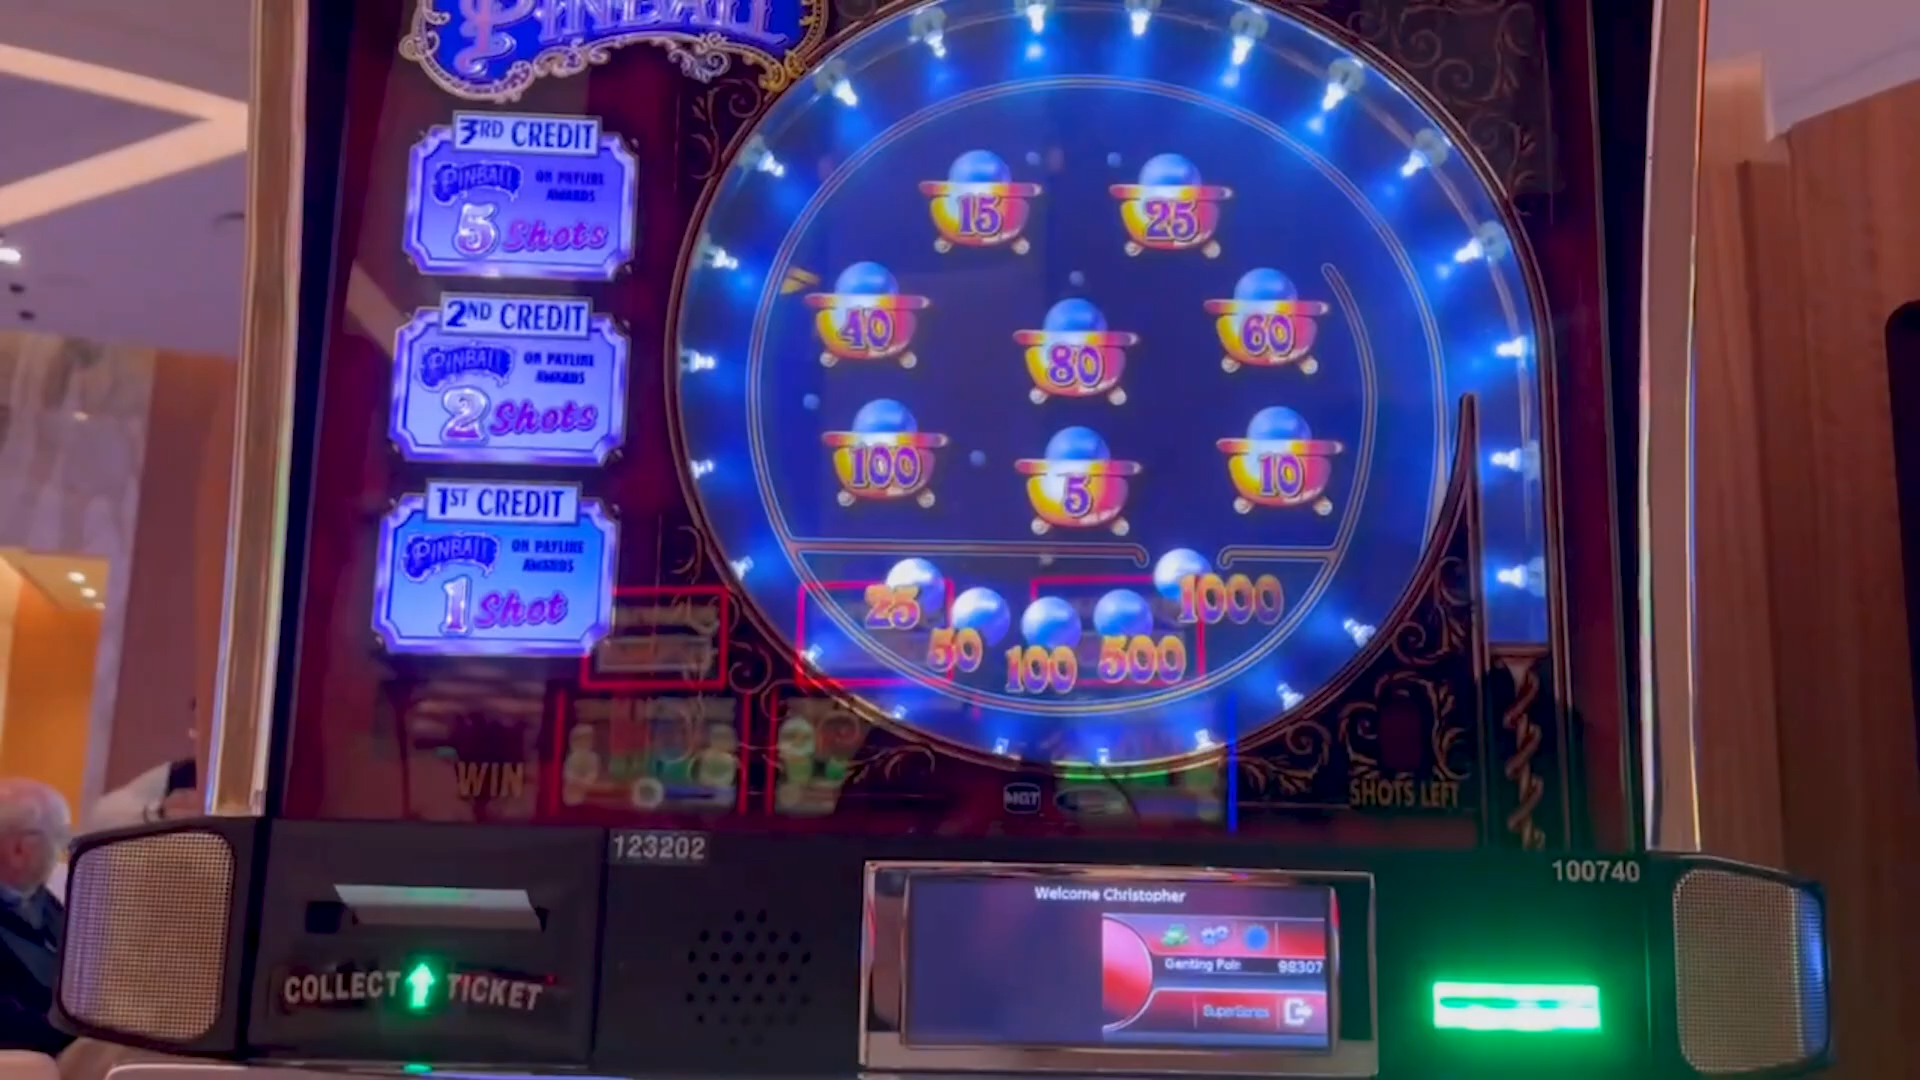 PINBALL
3RD CREDIT
PINBALL ON PAYLINE
AWARDS
5 Shots
2ND CREDIT
PINBALL ON PAYLINE
AWARDS
2 Shots
1ST CREDIT
PINBALL ON PAYLINE
AWARDS
1 Shot
15 25
40 80 60
100 5 10
25 50 100 500 1000
WIN
IGT
SHOTS LEFT
123202
100740
COLLECT TICKET
Welcome Christopher
Genting Poin 98307